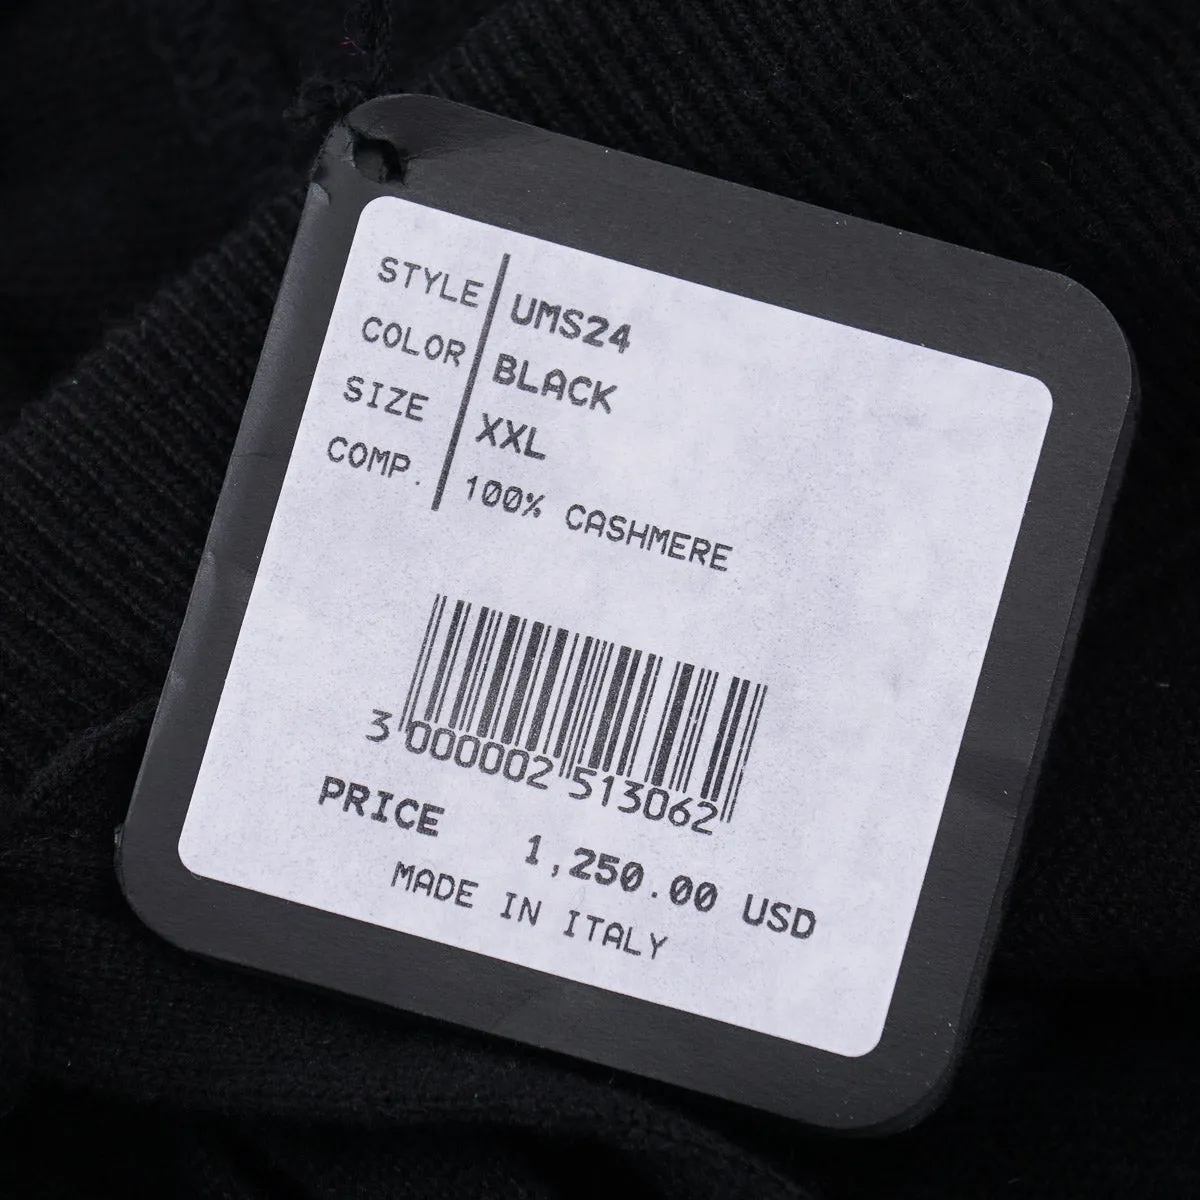 STYLE UMS24
COLOR BLACK
SIZE XXL
COMP. 100% CASHMERE
3 000002 513062
PRICE 1,250.00 USD
MADE IN ITALY